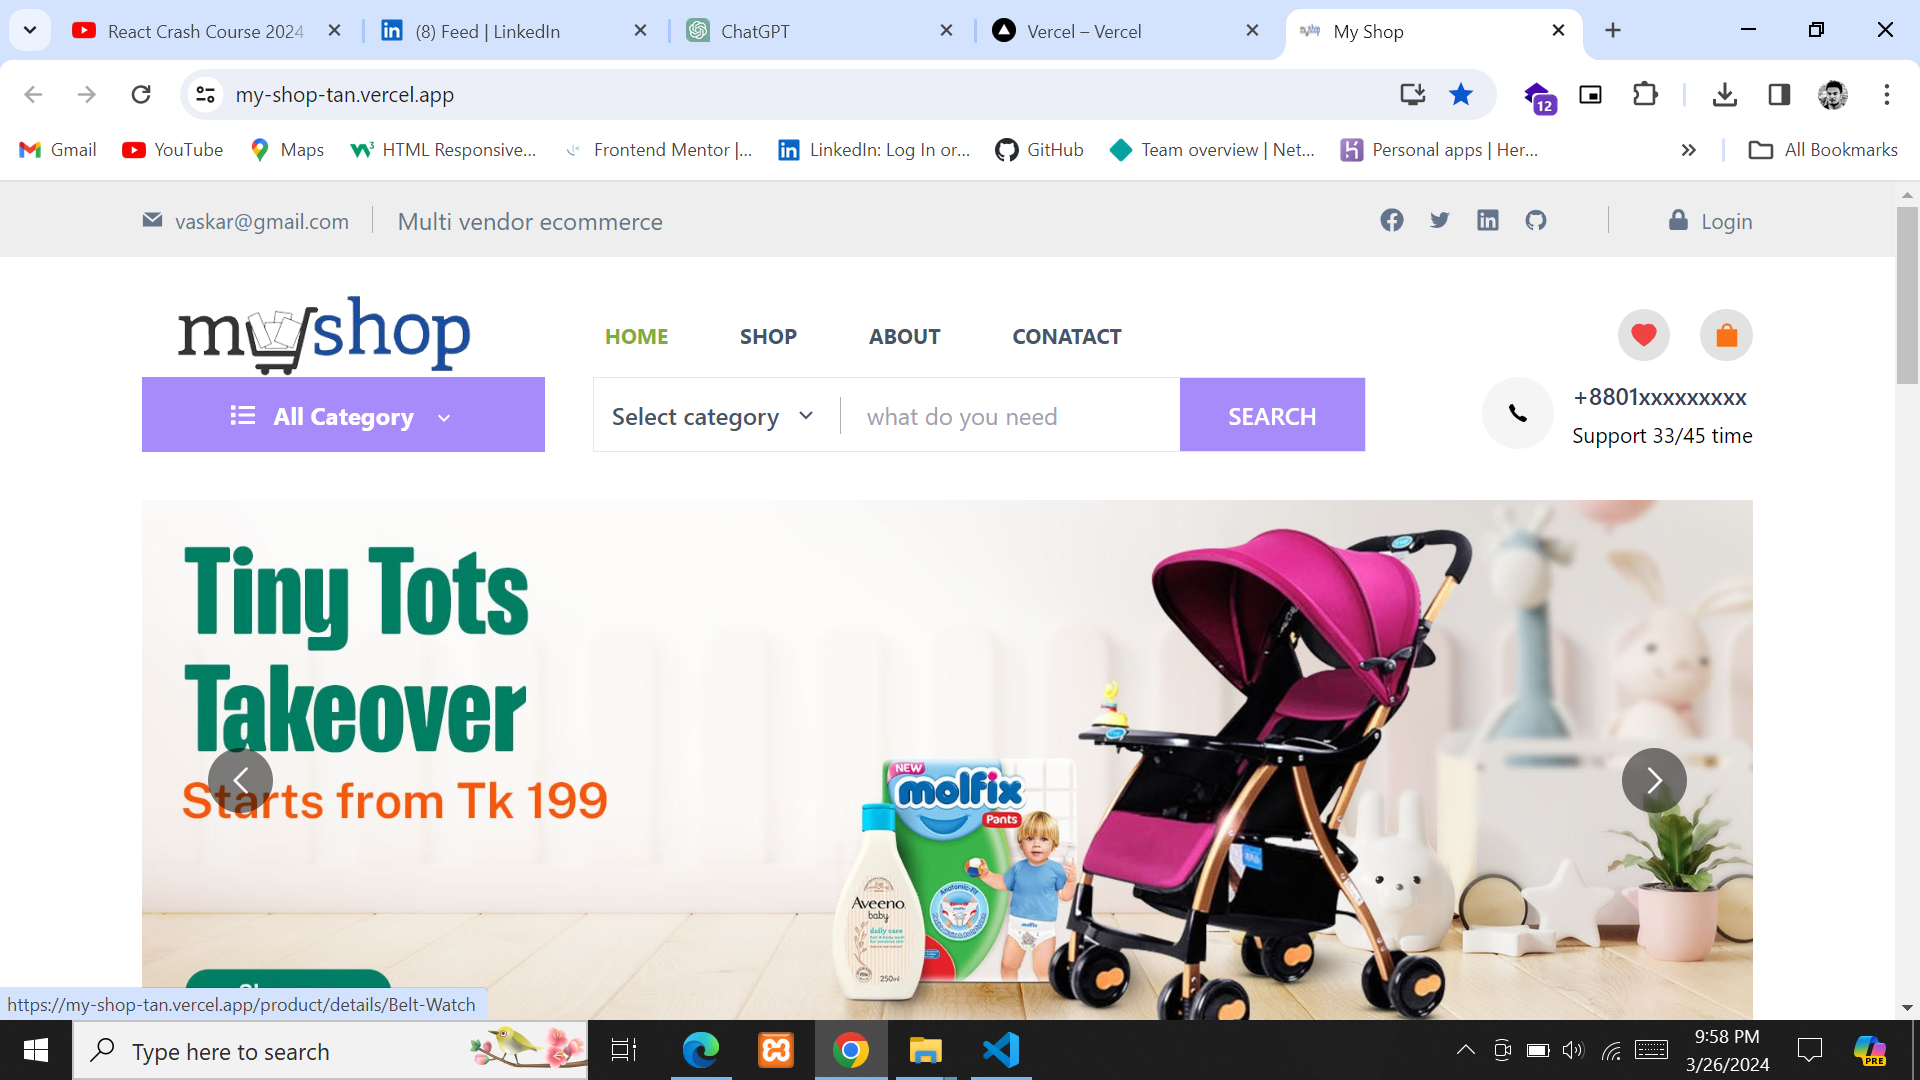 React Crash Course 2024
(8) Feed | LinkedIn
ChatGPT
Vercel – Vercel
My Shop
my-shop-tan.vercel.app
12
Gmail
YouTube
Maps
HTML Responsive...
Frontend Mentor |...
LinkedIn: Log In or...
GitHub
Team overview | Net...
Personal apps | Her...
All Bookmarks
vaskar@gmail.com
Multi vendor ecommerce
Login
myshop
HOME
SHOP
ABOUT
CONATACT
All Category
Select category
what do you need
SEARCH
+8801xxxxxxxxx
Support 33/45 time
Tiny Tots
Takeover
Starts from Tk 199
NEW
molfix
Pants
Anatomic-Fit
molfix
Aveeno
baby
daily care
250ml
https://my-shop-tan.vercel.app/product/details/Belt-Watch
Type here to search
9:58 PM
3/26/2024
PRE